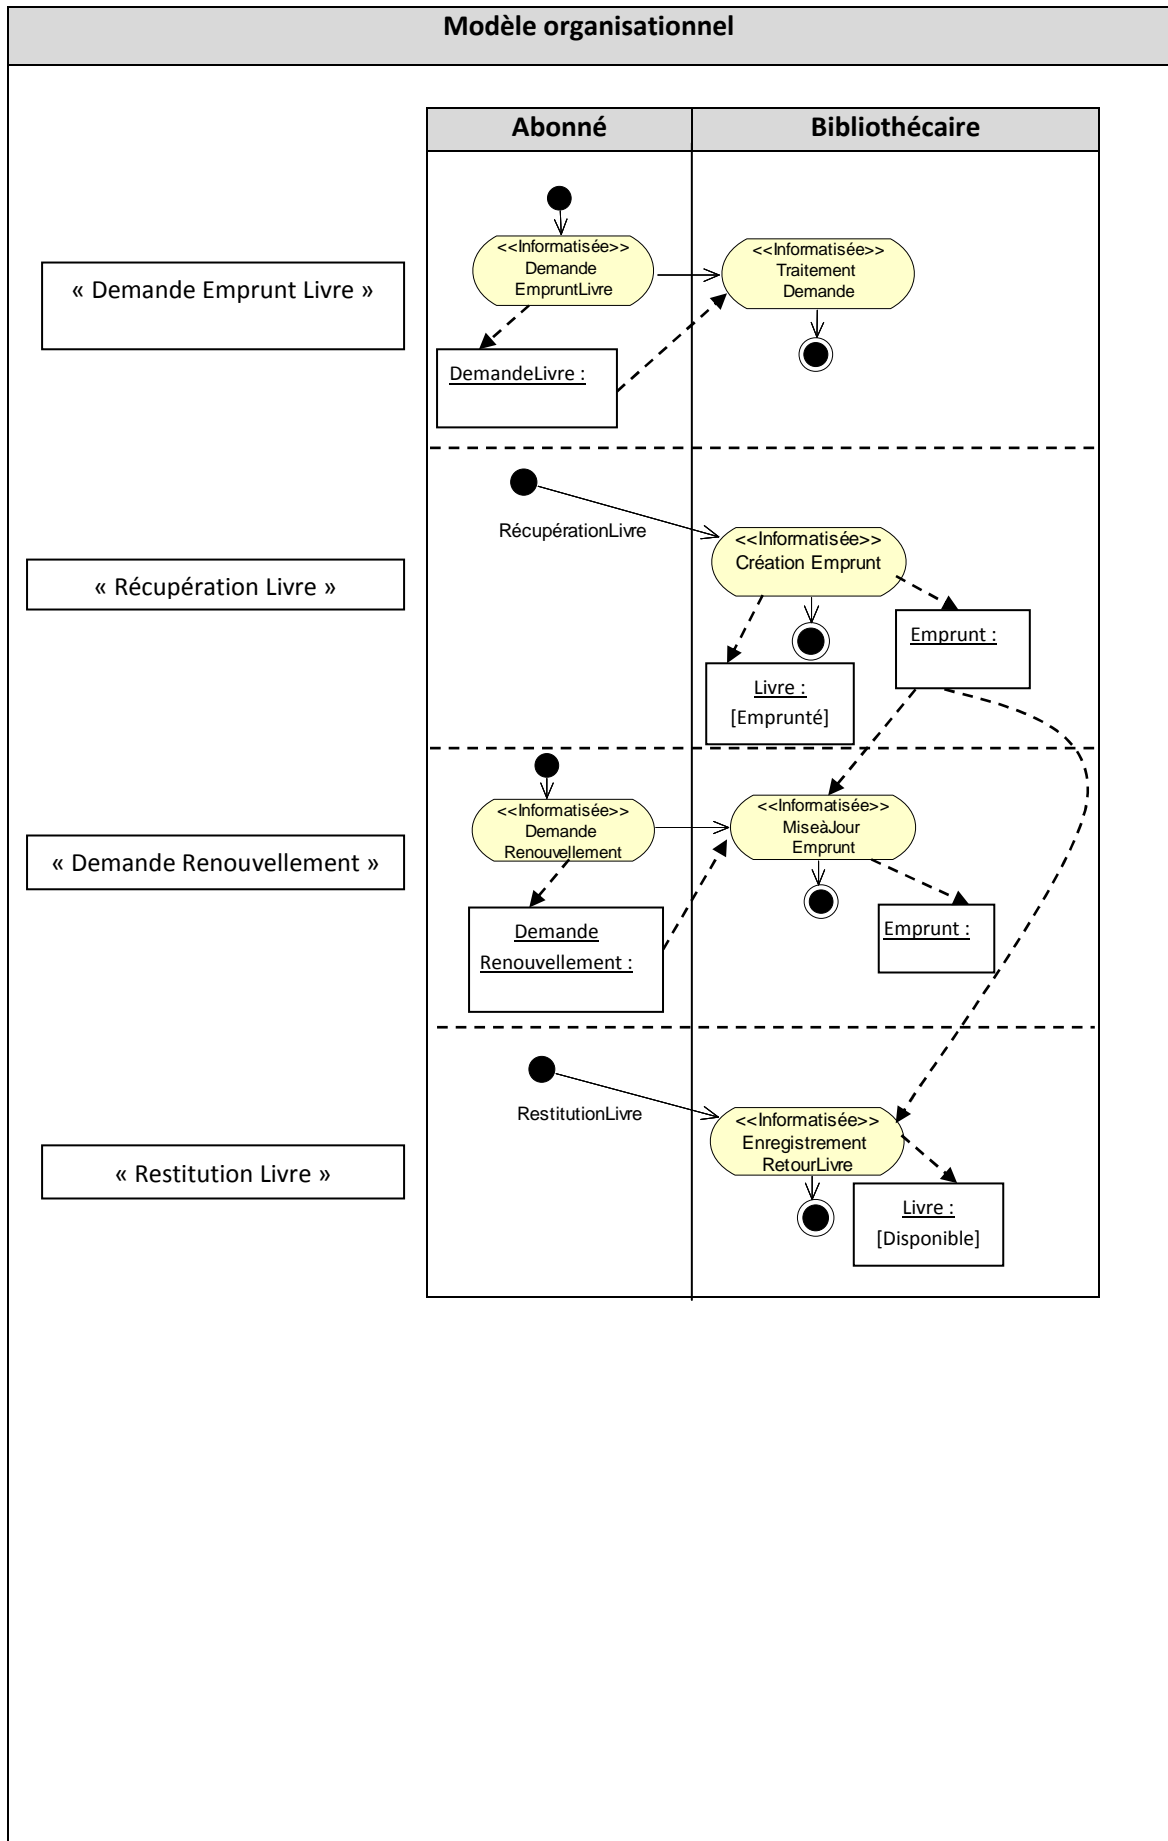 Modèle organisationnel
Abonné
Bibliothécaire
« Demande Emprunt Livre »
<<Informatisée>>
Demande
EmpruntLivre
<<Informatisée>>
Traitement
Demande
DemandeLivre :
« Récupération Livre »
RécupérationLivre
<<Informatisée>>
Création Emprunt
Emprunt :
Livre :
[Emprunté]
« Demande Renouvellement »
<<Informatisée>>
Demande
Renouvellement
<<Informatisée>>
MiseàJour
Emprunt
Demande
Renouvellement :
Emprunt :
« Restitution Livre »
RestitutionLivre
<<Informatisée>>
Enregistrement
RetourLivre
Livre :
[Disponible]